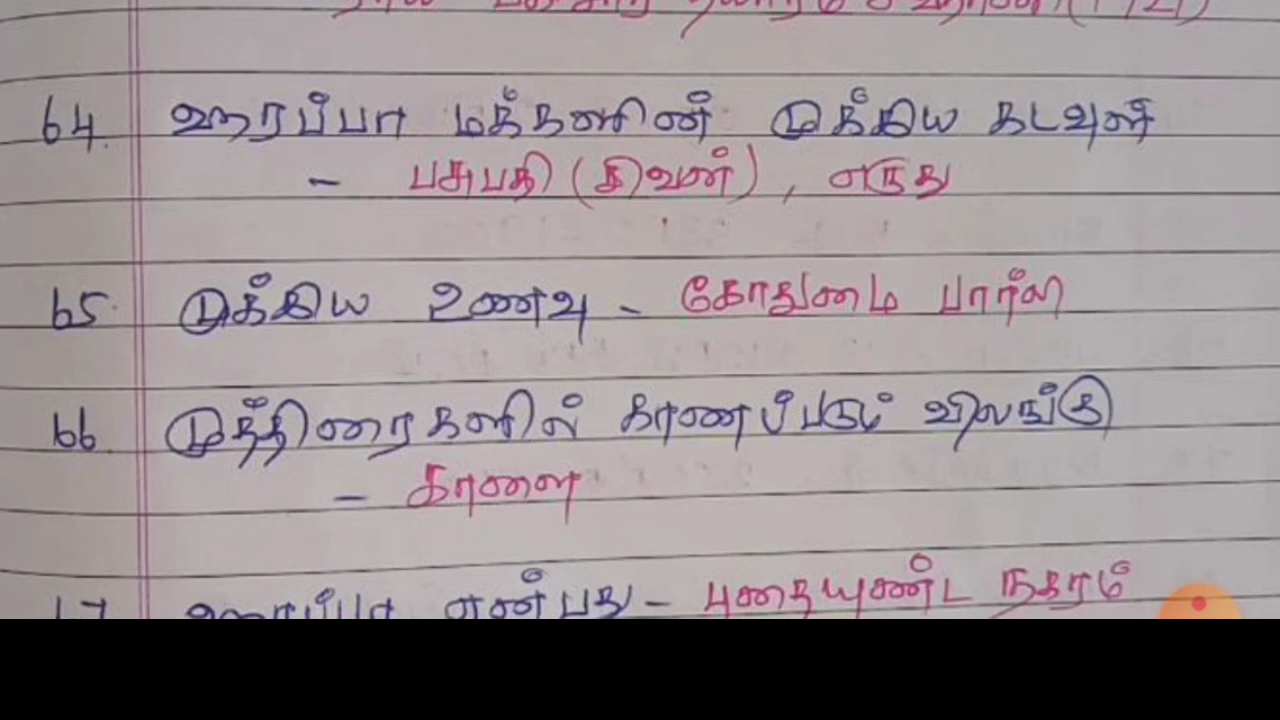 64. ஹரப்பா மக்களின் முக்கிய கடவுள்
- பசுபதி (சிவன்), எருது
65. முக்கிய உணவு - கோதுமை பார்லி
66. முத்திரைகளில் காணப்படும் விலங்கு
- காளை
ஹரப்பா என்பது - புதையுண்ட நகரம்